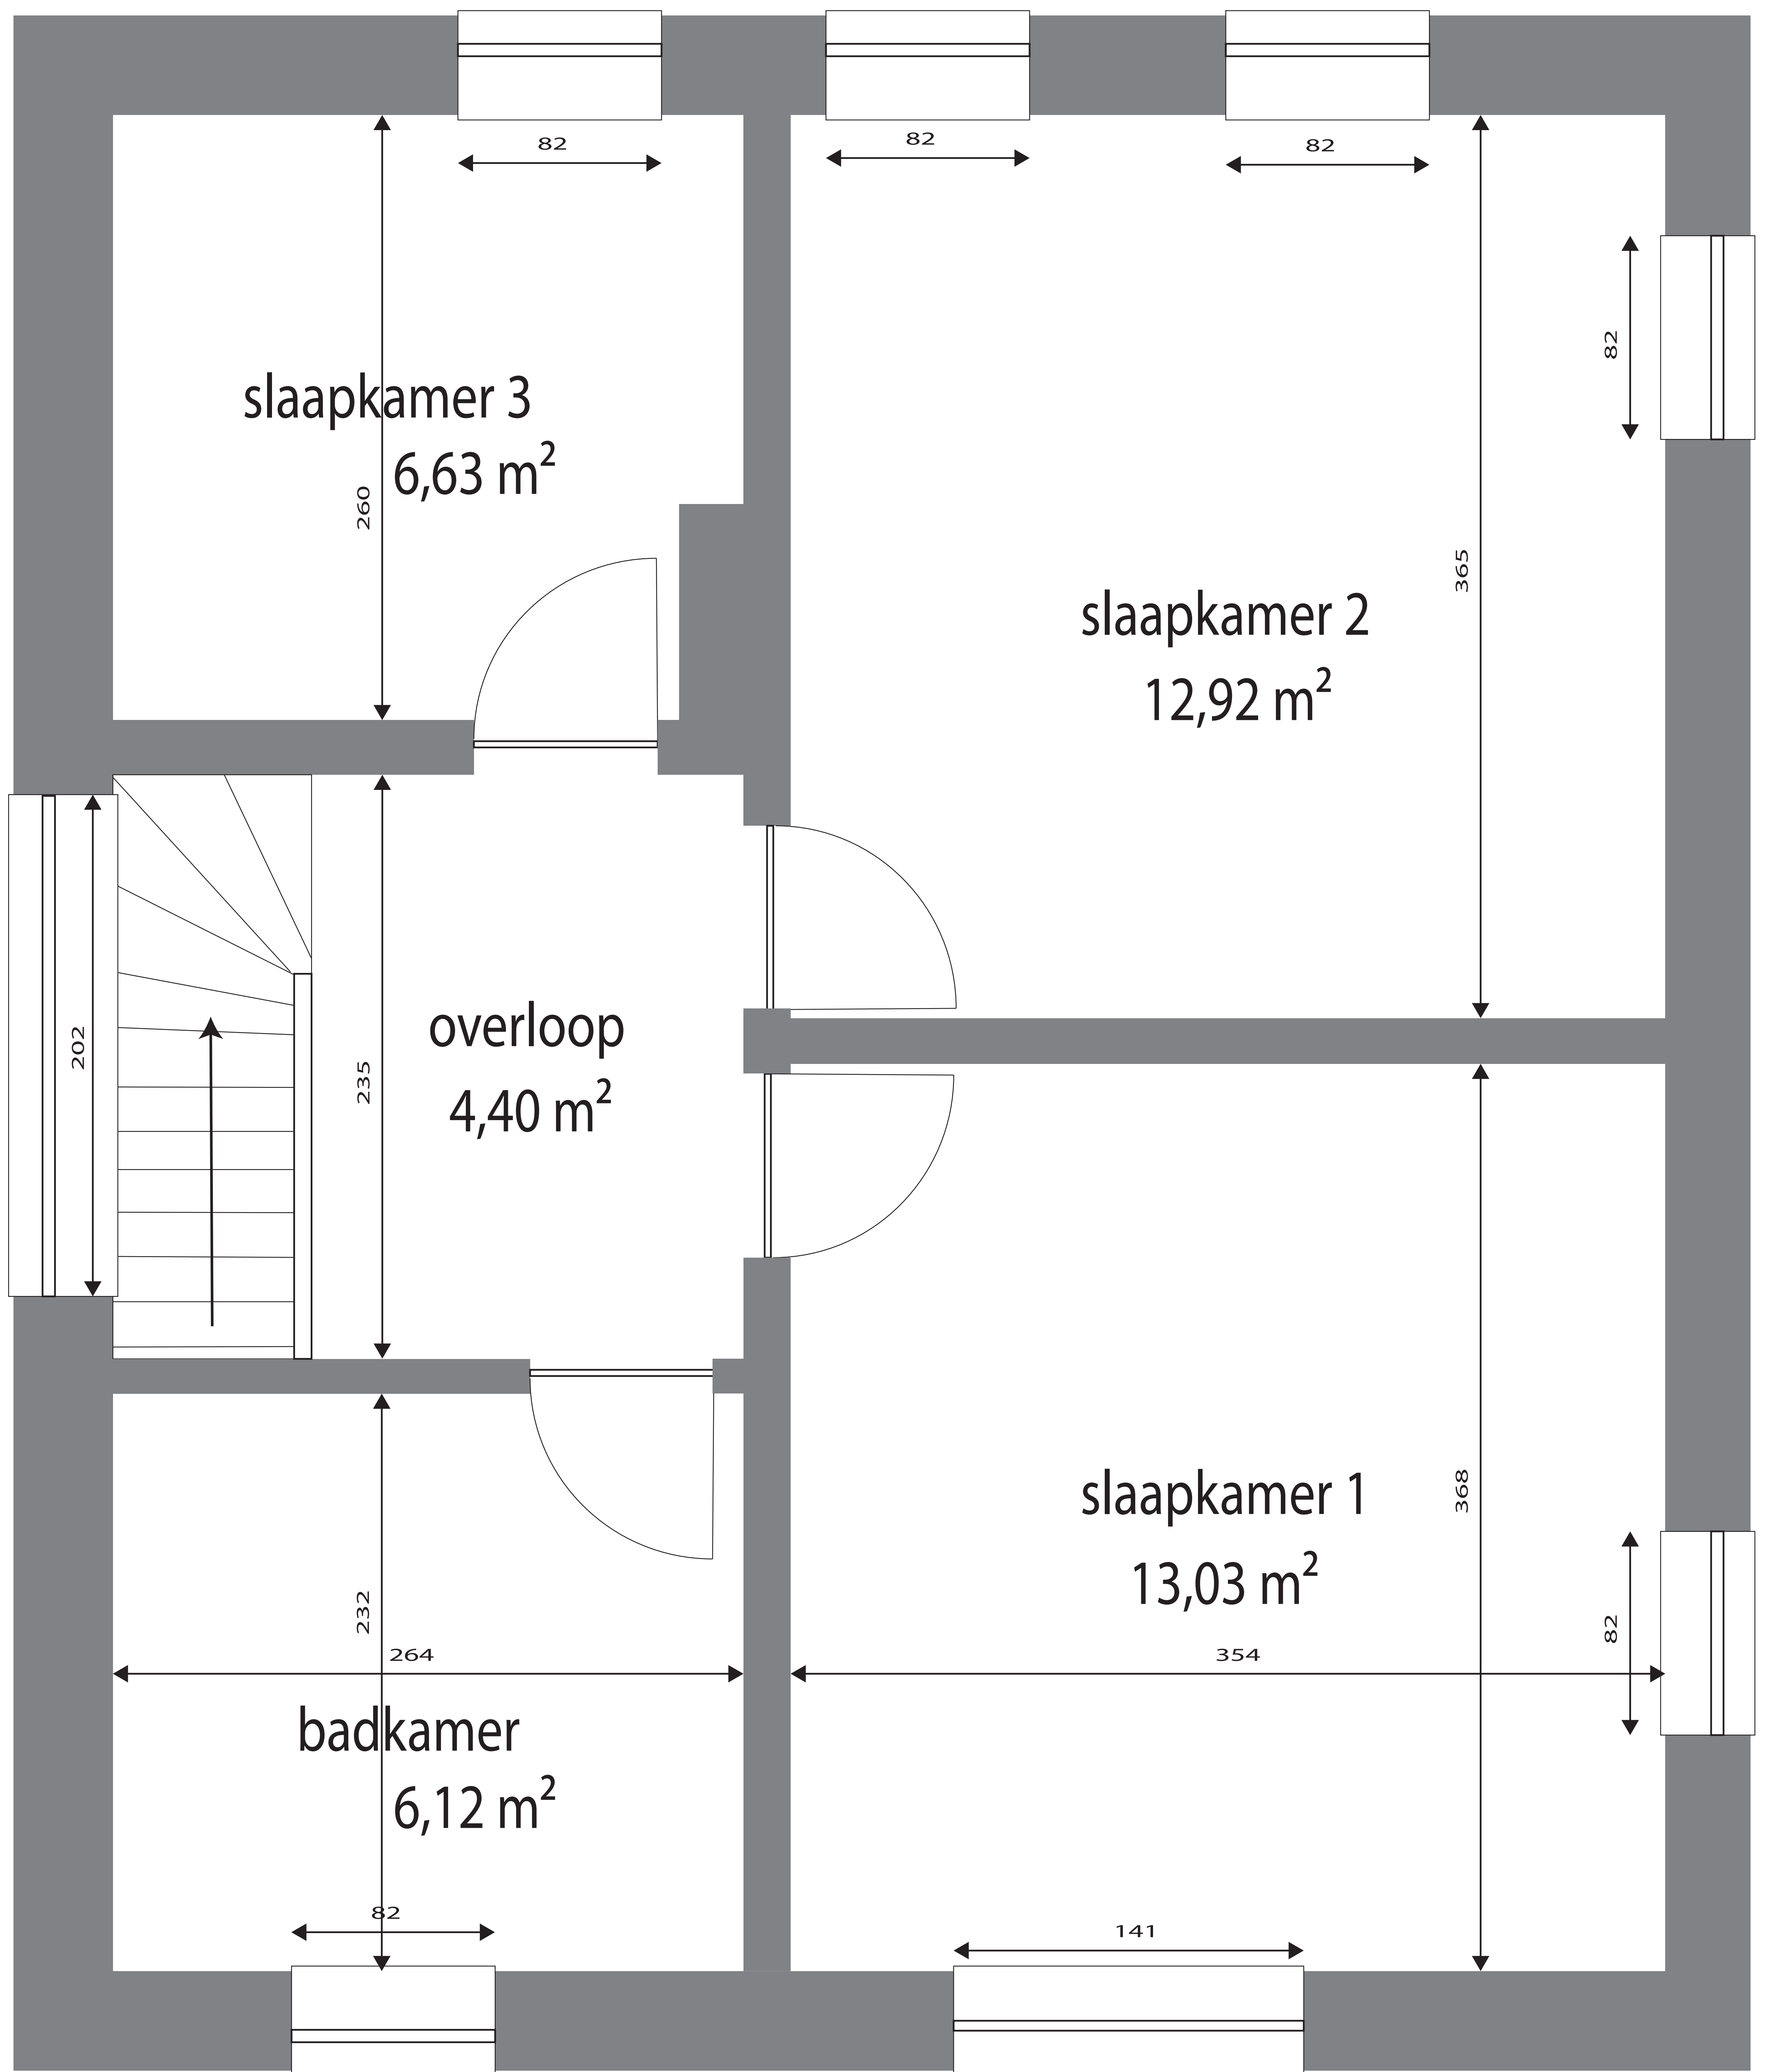 82
82
82
82
slaapkamer 3
6,63 m²
260
365
slaapkamer 2
12,92 m²
overloop
4,40 m²
202
235
slaapkamer 1
13,03 m²
368
232
264
354
82
badkamer
6,12 m²
82
141